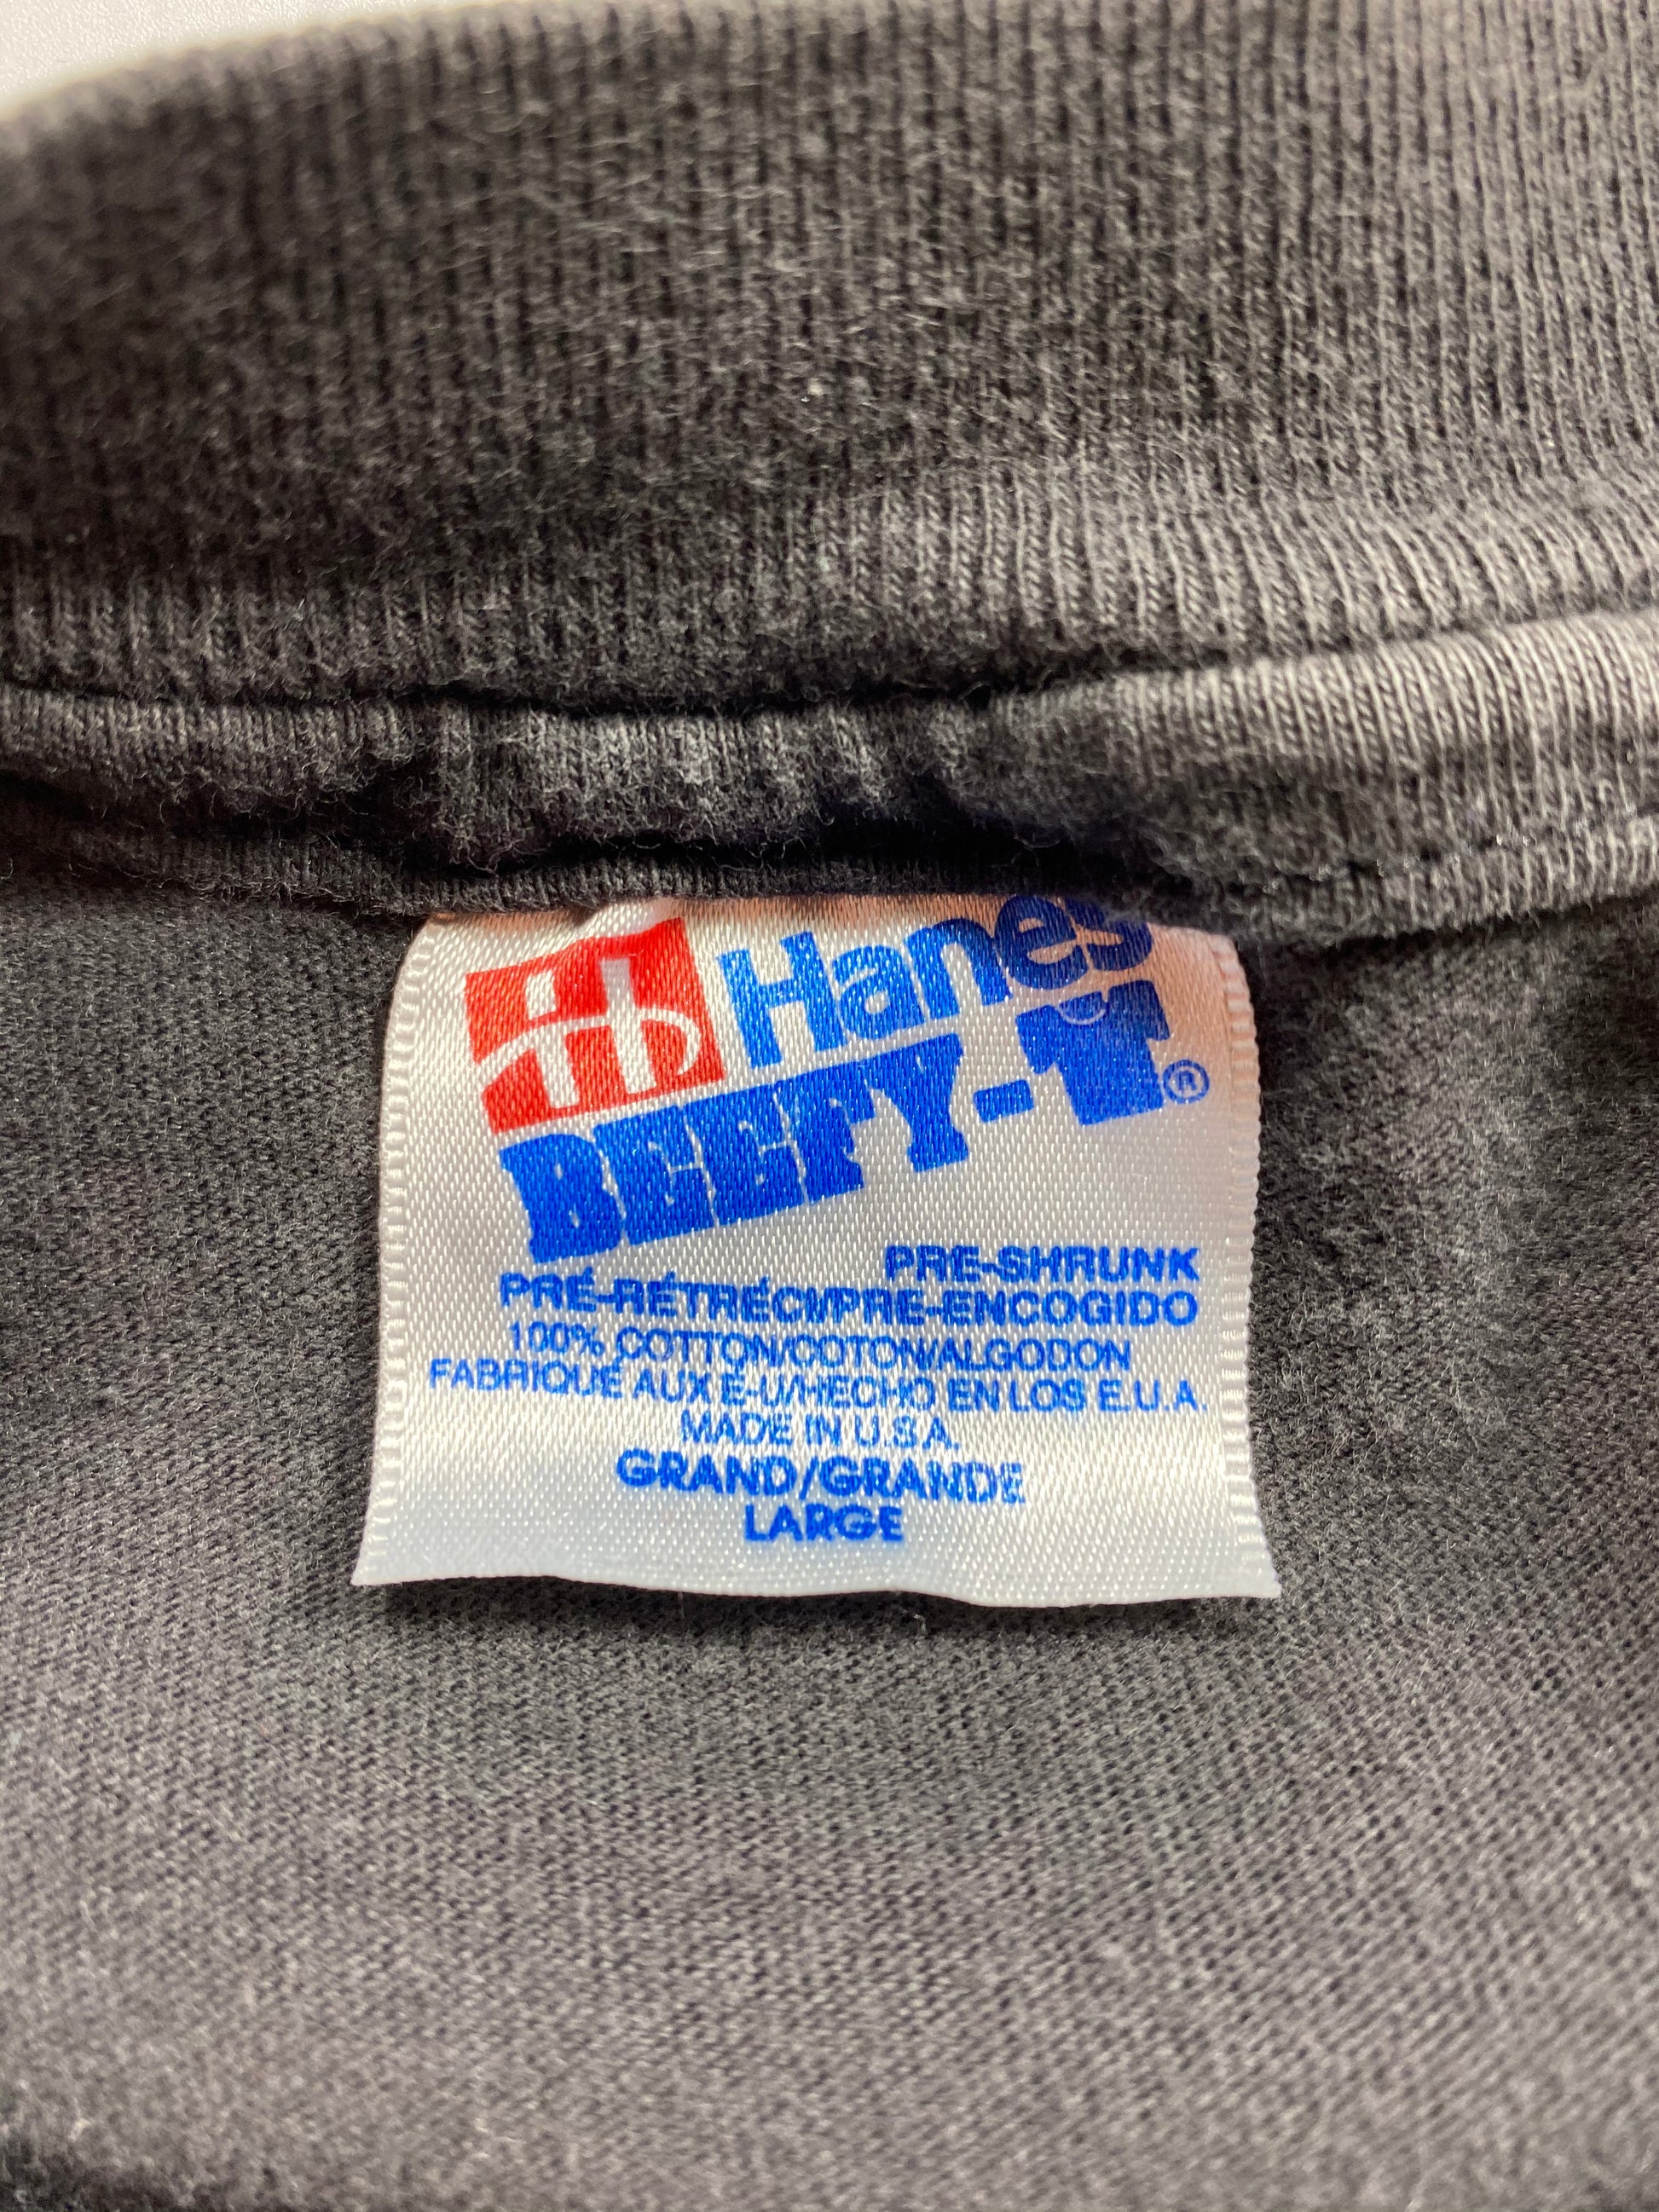 Hanes
BEEFY-T®
PRE-SHRUNK
PRÉ-RÉTRÉCI/PRE-ENCOGIDO
100% COTTON/COTON/ALGODON
FABRIQUÉ AUX É-U/HECHO EN LOS E.U.A.
MADE IN U.S.A.
GRAND/GRANDE
LARGE